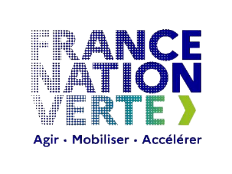 FRANCE
NATION
VERTE
Agir • Mobiliser • Accélérer